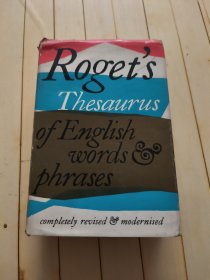 Roget's
Thesaurus
of English
words &
phrases
completely revised & modernised